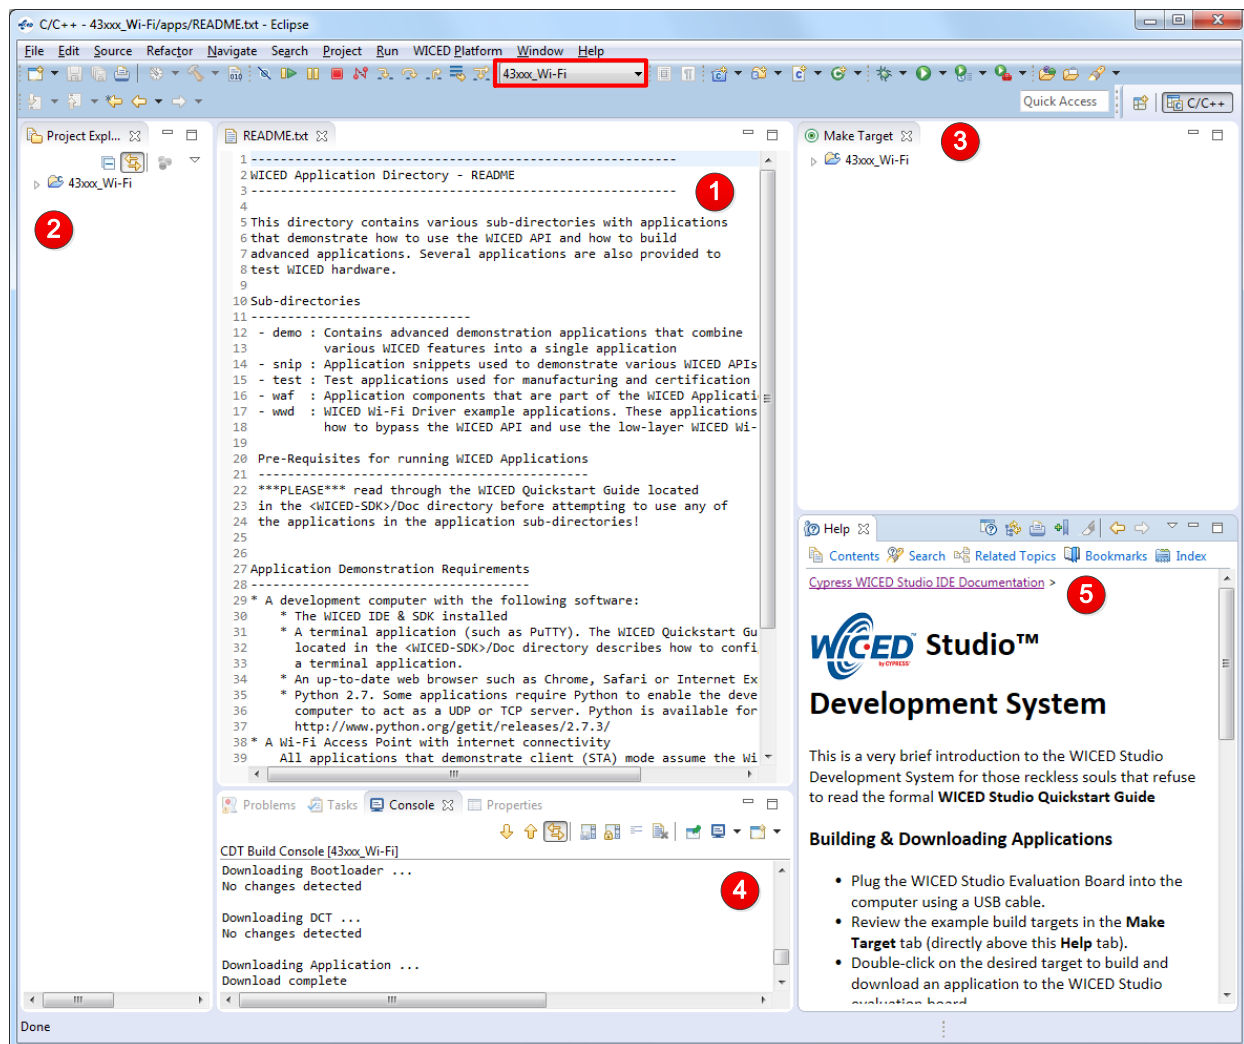 C/C++ - 43xxx_Wi-Fi/apps/README.txt - Eclipse
File Edit Source Refactor Navigate Search Project Run WICED Platform Window Help
43xxx_Wi-Fi
Quick Access
C/C++
Project Expl...
43xxx_Wi-Fi
2
README.txt
1 ----------------------------------------------------------
2 WICED Application Directory - README
3 ----------------------------------------------------------
4
5 This directory contains various sub-directories with applications
6 that demonstrate how to use the WICED API and how to build
7 advanced applications. Several applications are also provided to
8 test WICED hardware.
9
10 Sub-directories
11 ------------------------------
12 - demo : Contains advanced demonstration applications that combine
13 various WICED features into a single application
14 - snip : Application snippets used to demonstrate various WICED APIs
15 - test : Test applications used for manufacturing and certification
16 - waf : Application components that are part of the WICED Applicati
17 - wwd : WICED Wi-Fi Driver example applications. These applications
18 how to bypass the WICED API and use the low-layer WICED Wi-
19
20 Pre-Requisites for running WICED Applications
21 ---------------------------------------------
22 ***PLEASE*** read through the WICED Quickstart Guide located
23 in the <WICED-SDK>/Doc directory before attempting to use any of
24 the applications in the application sub-directories!
25
26
27 Application Demonstration Requirements
28 --------------------------------------
29 * A development computer with the following software:
30 * The WICED IDE & SDK installed
31 * A terminal application (such as PuTTY). The WICED Quickstart Gu
32 located in the <WICED-SDK>/Doc directory describes how to confi
33 a terminal application.
34 * An up-to-date web browser such as Chrome, Safari or Internet Ex
35 * Python 2.7. Some applications require Python to enable the deve
36 computer to act as a UDP or TCP server. Python is available for
37 http://www.python.org/getit/releases/2.7.3/
38 * A Wi-Fi Access Point with internet connectivity
39 All applications that demonstrate client (STA) mode assume the Wi
1
Problems Tasks Console Properties
CDT Build Console [43xxx_Wi-Fi]
Downloading Bootloader ...
No changes detected
Downloading DCT ...
No changes detected
Downloading Application ...
Download complete
4
Make Target
3
43xxx_Wi-Fi
Help
Contents Search Related Topics Bookmarks Index
Cypress WICED Studio IDE Documentation >
5
WICED™ Studio™
by CYPRESS
Development System
This is a very brief introduction to the WICED Studio
Development System for those reckless souls that refuse
to read the formal WICED Studio Quickstart Guide
Building & Downloading Applications
• Plug the WICED Studio Evaluation Board into the
computer using a USB cable.
• Review the example build targets in the Make
Target tab (directly above this Help tab).
• Double-click on the desired target to build and
download an application to the WICED Studio
evaluation board
Done